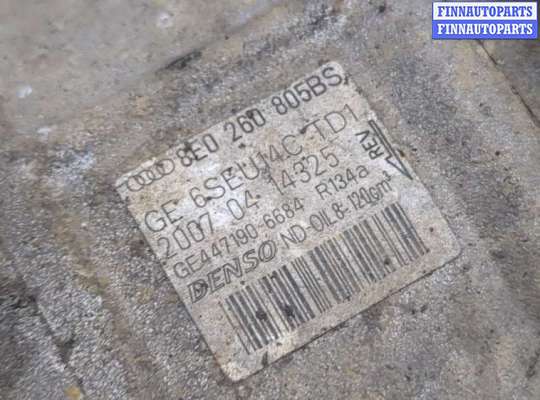 FINNAUTOPARTS
FINNAUTOPARTS
8E0 260 805BS
GE 6SEU14C TD1
2007 04 14325
GE447190-6684 R134a
DENSO ND-OIL8-120cm³
REV